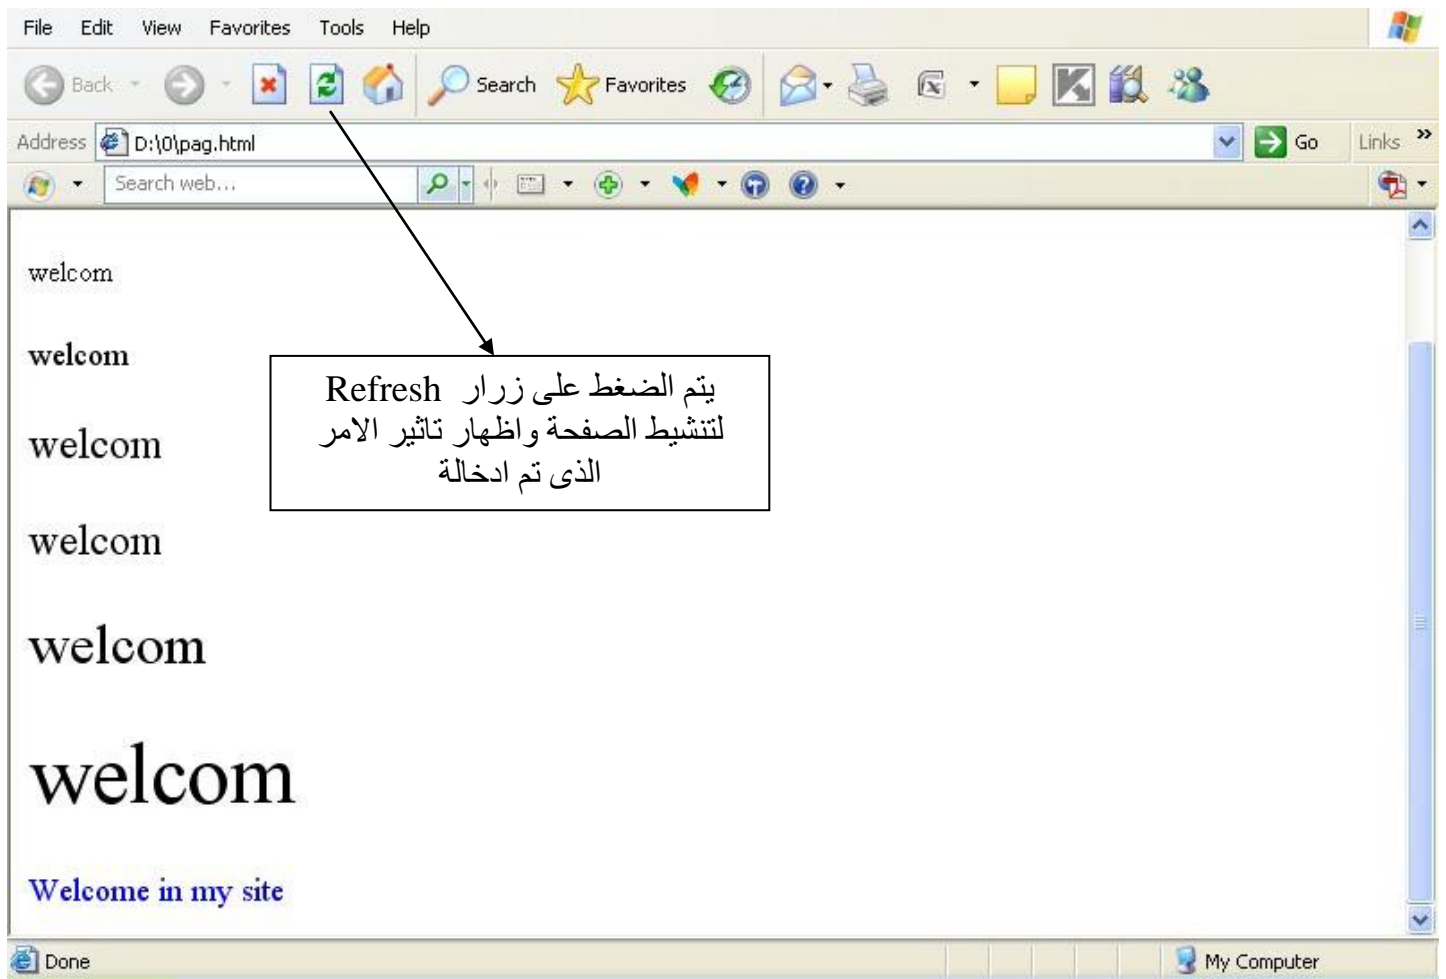 File Edit View Favorites Tools Help
Back Search Favorites
Address D:\0\pag.html Go Links »
Search web...
welcom
welcom
يتم الضغط على زرار Refresh
لتنشيط الصفحة واظهار تاثير الامر
الذى تم ادخالة
welcom
welcom
welcom
welcom
Welcome in my site
Done My Computer